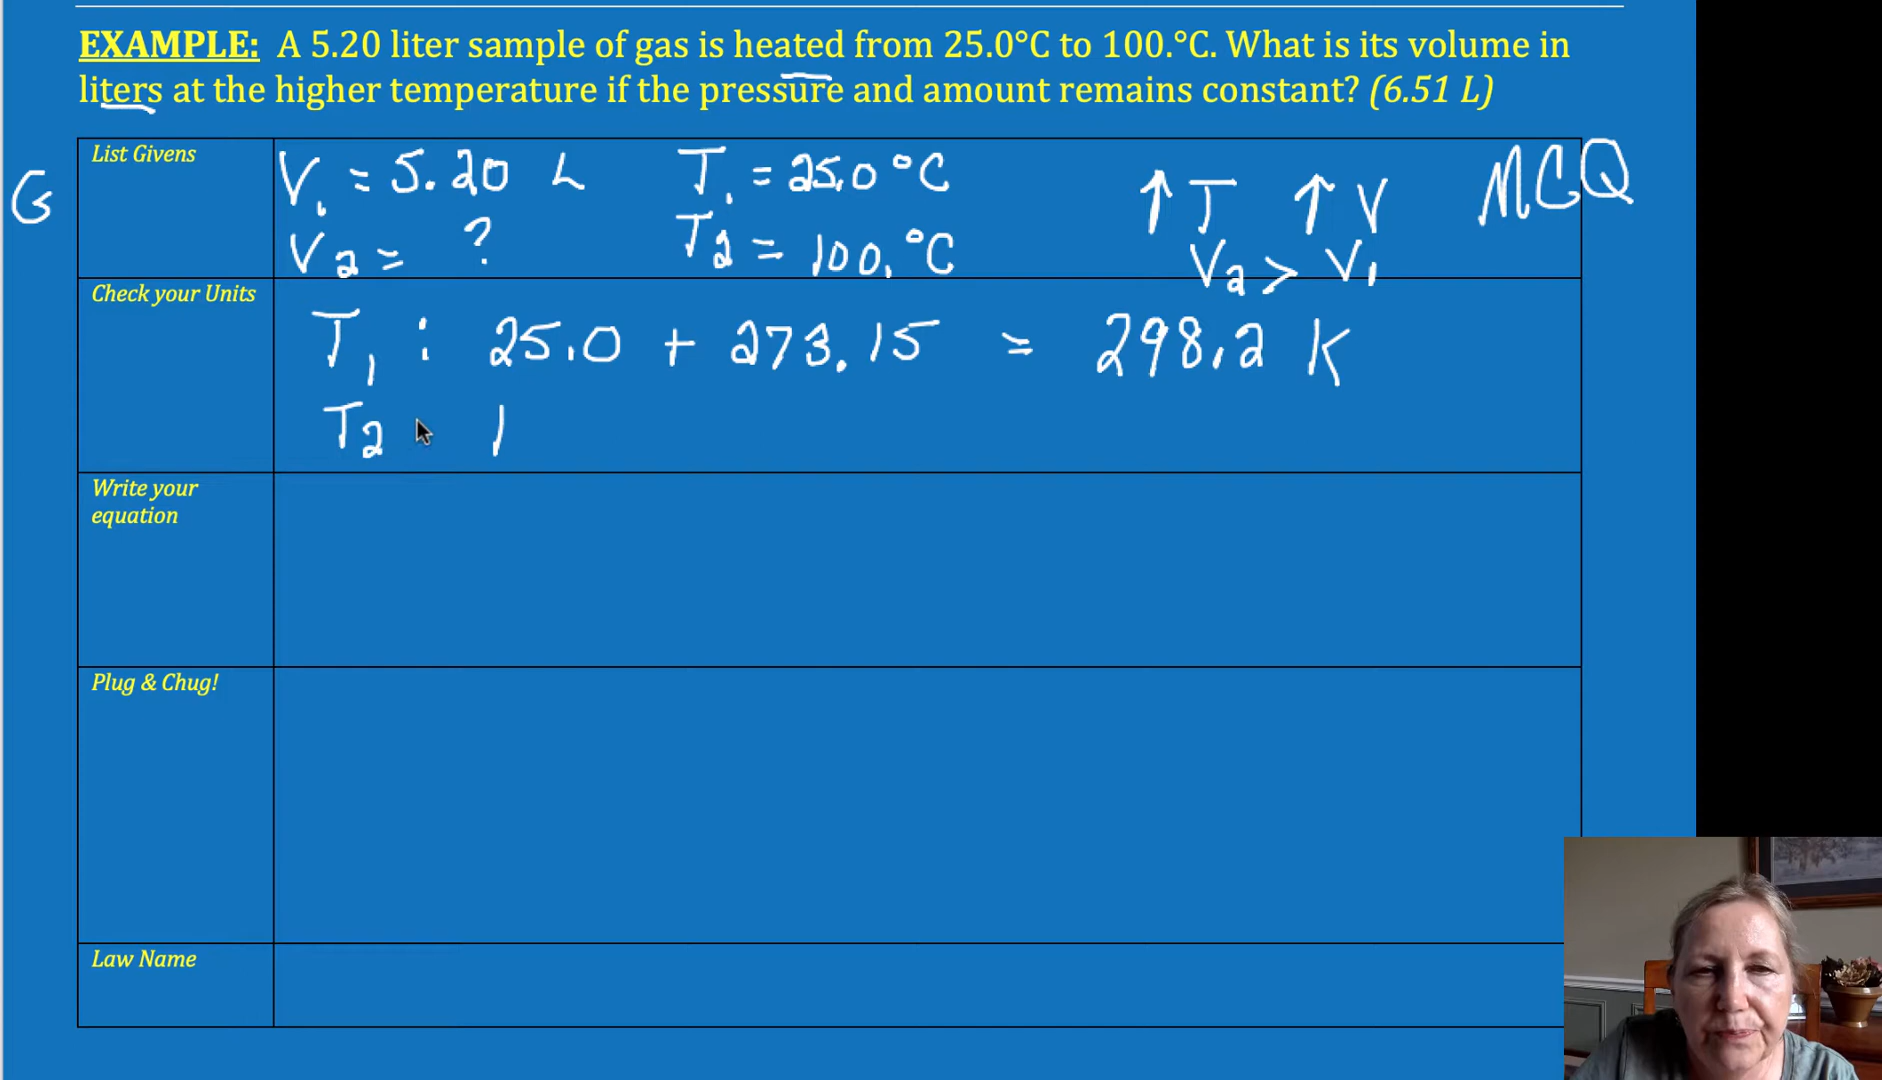 EXAMPLE: A 5.20 liter sample of gas is heated from 25.0°C to 100.°C. What is its volume in
liters at the higher temperature if the pressure and amount remains constant? (6.51 L)
G
List Givens
V₁ = 5.20 L T₁ = 25.0 °C
↑ T ↑ V MCQ
V₂ = ? T₂ = 100. °C
V₂ > V₁
Check your Units
T₁ : 25.0 + 273.15 = 298.2 K
T₂ 1
Write your
equation
Plug & Chug!
Law Name